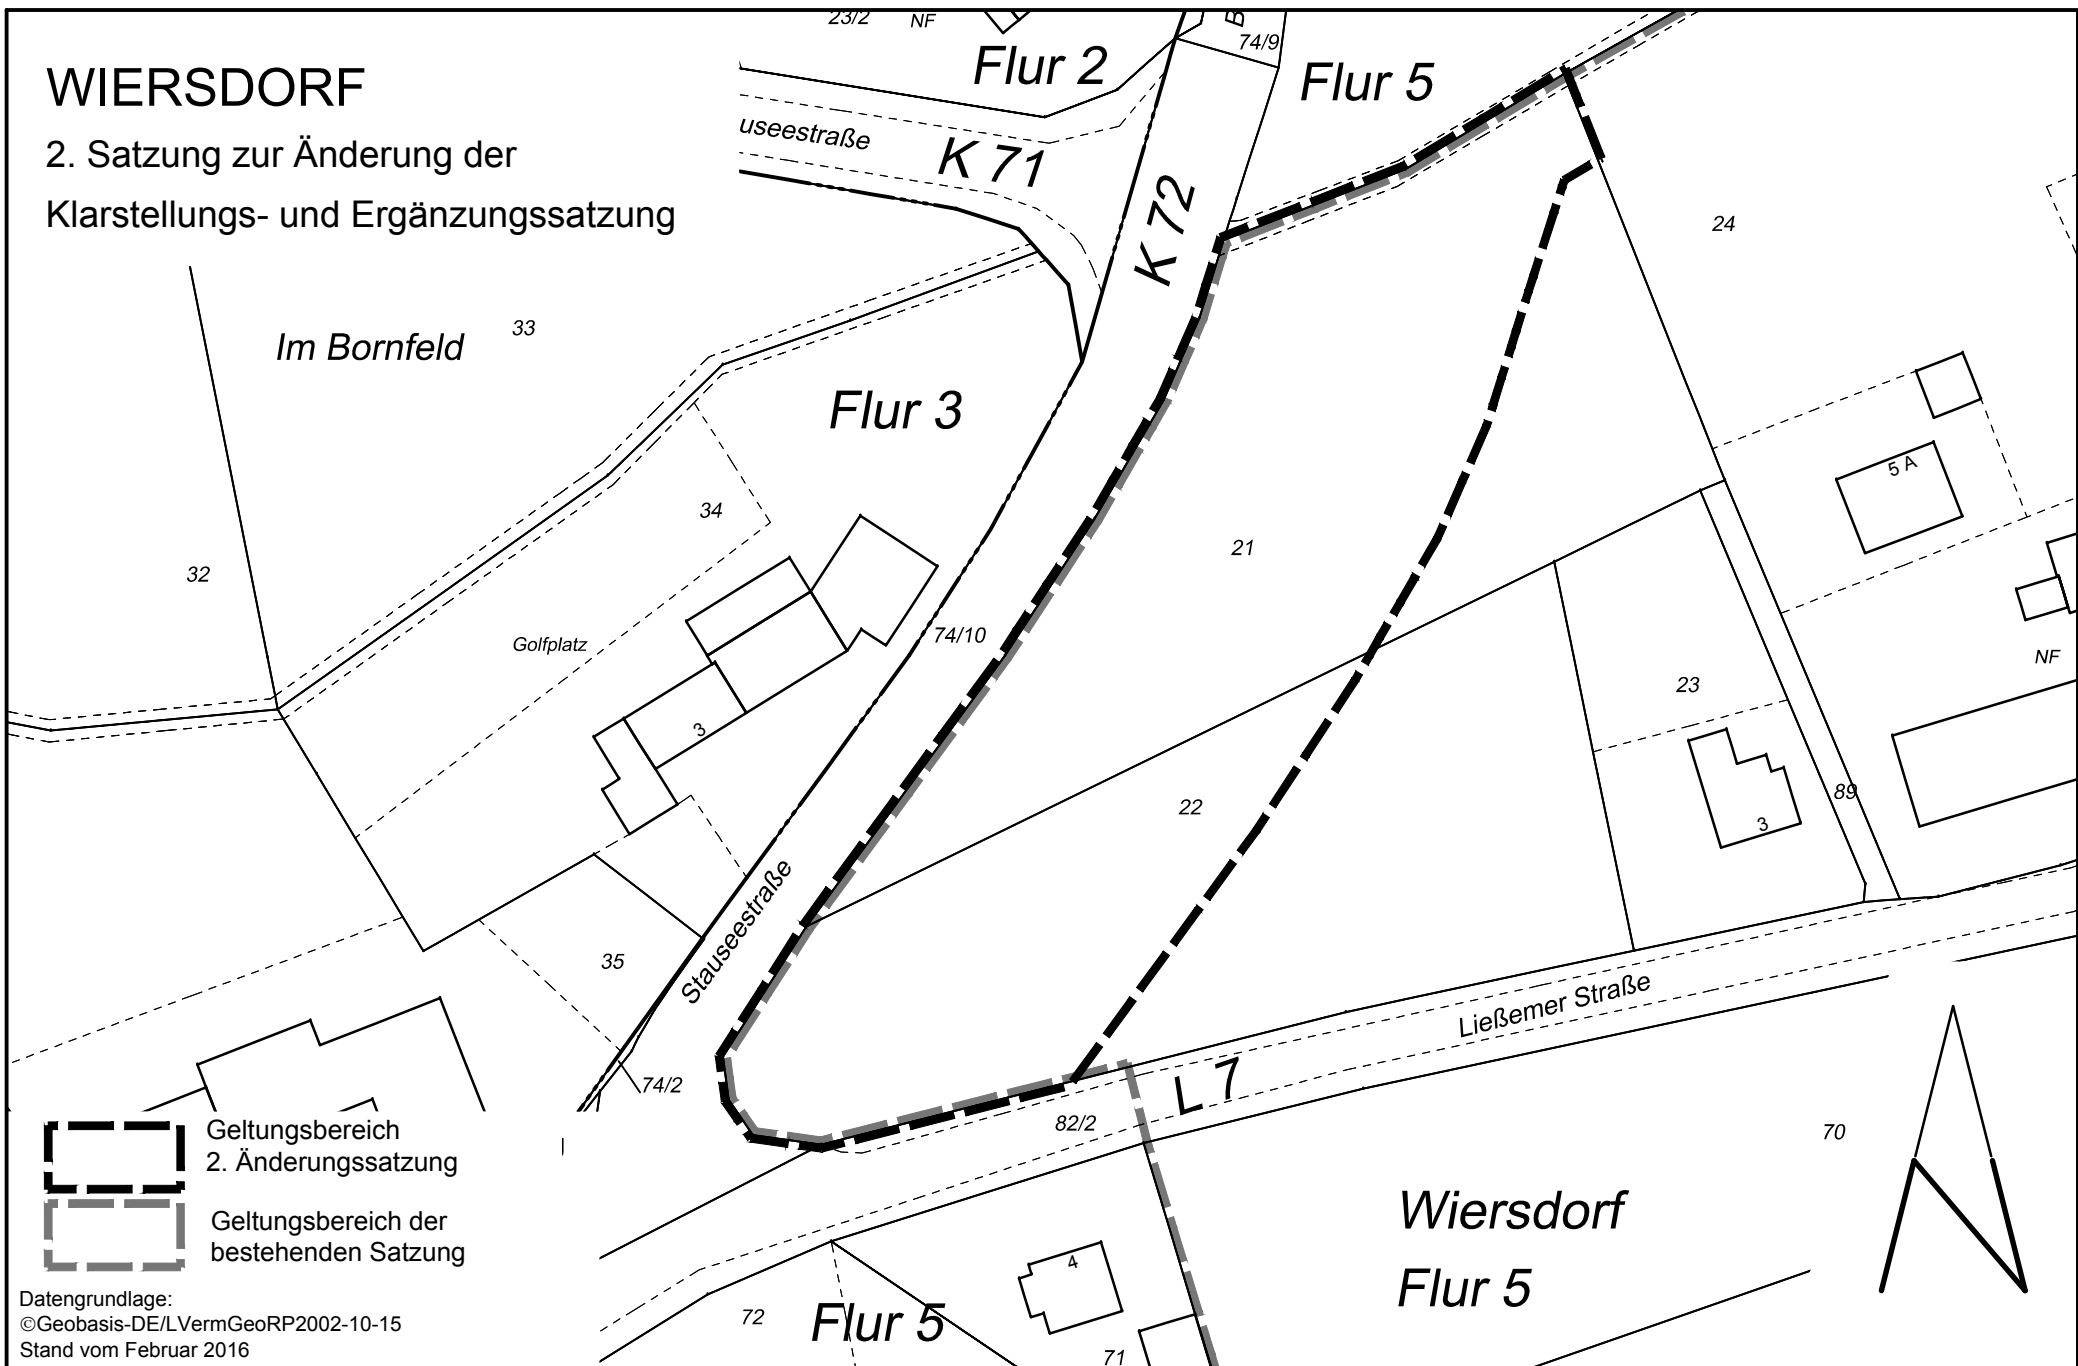 WIERSDORF
2. Satzung zur Änderung der
Klarstellungs- und Ergänzungssatzung
23/2
NF
Flur 2
B
74/9
Flur 5
useestraße
K 71
K 72
24
Im Bornfeld
33
Flur 3
5 A
34
21
32
74/10
Golfplatz
NF
23
3
22
89
3
Stauseestraße
35
Ließemer Straße
74/2
L 7
82/2
70
Geltungsbereich
2. Änderungssatzung
Geltungsbereich der
bestehenden Satzung
Wiersdorf
Flur 5
4
72
Flur 5
71
Datengrundlage:
©Geobasis-DE/LVermGeoRP2002-10-15
Stand vom Februar 2016